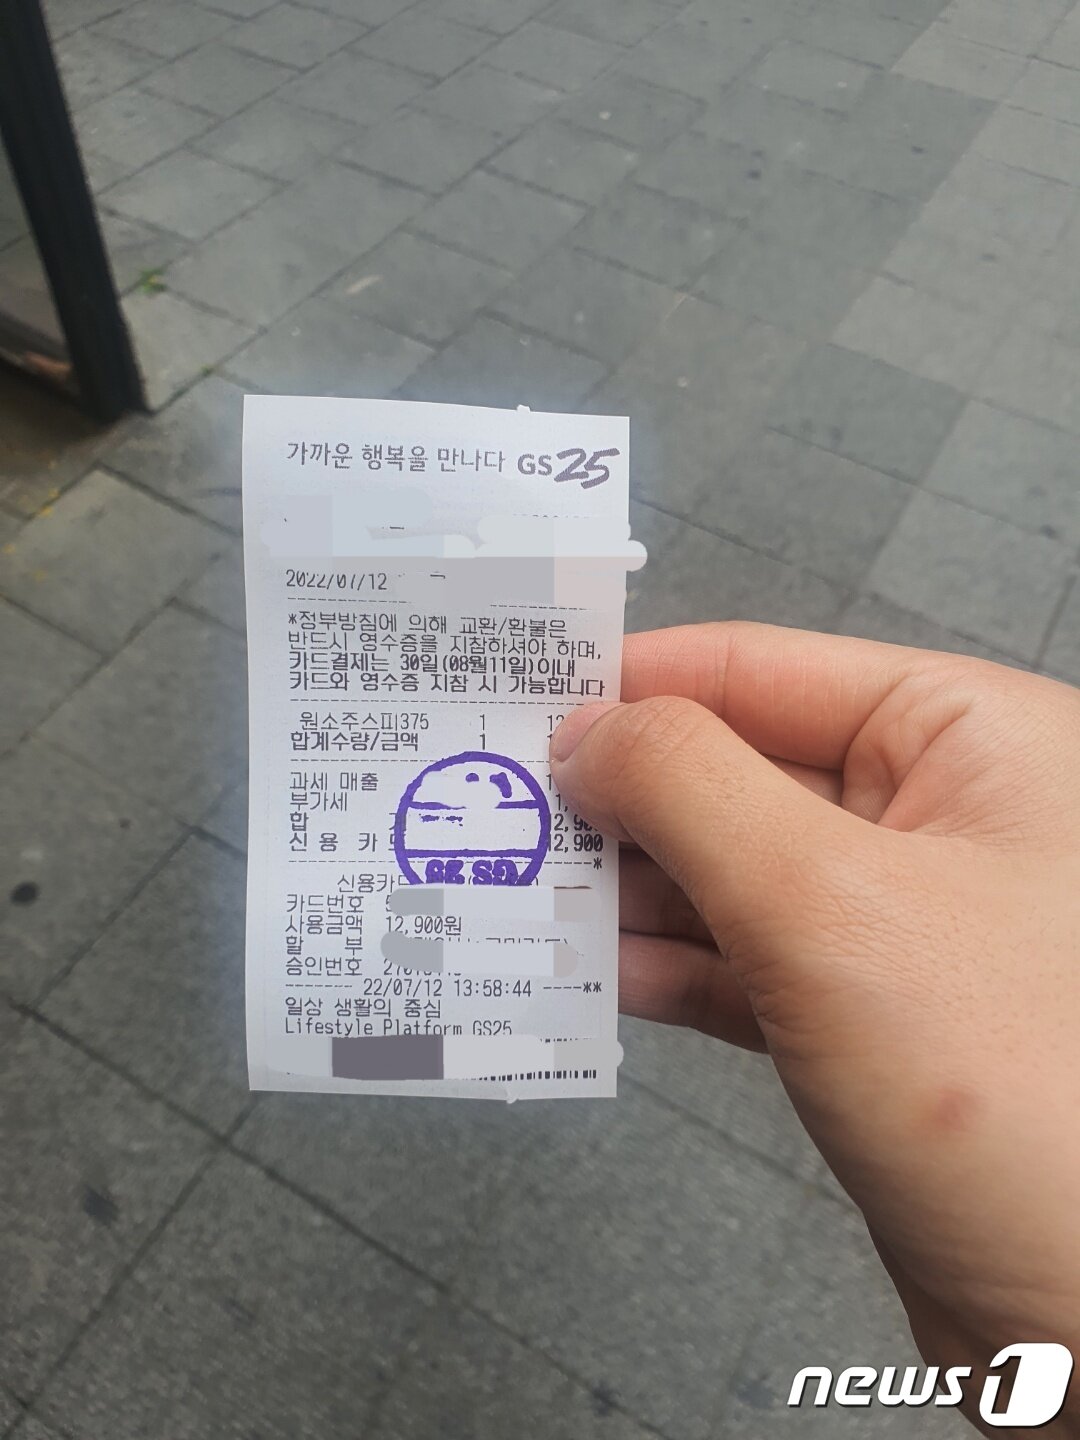 가까운 행복을 만나다 GS25
2022/07/12
*정부방침에 의해 교환/환불은
반드시 영수증을 지참하셔야 하며,
카드결제는 30일(08월11일)이내
카드와 영수증 지참 시 가능합니다
원소주스피375 1
합계수량/금액 1
과세 매출
부가세
합
신 용 카드 12,900
*
신용카드
카드번호
사용금액 12,900원
할 부
승인번호
------- 22/07/12 13:58:44 ----**
일상 생활의 중심
Lifestyle Platform GS25
news1